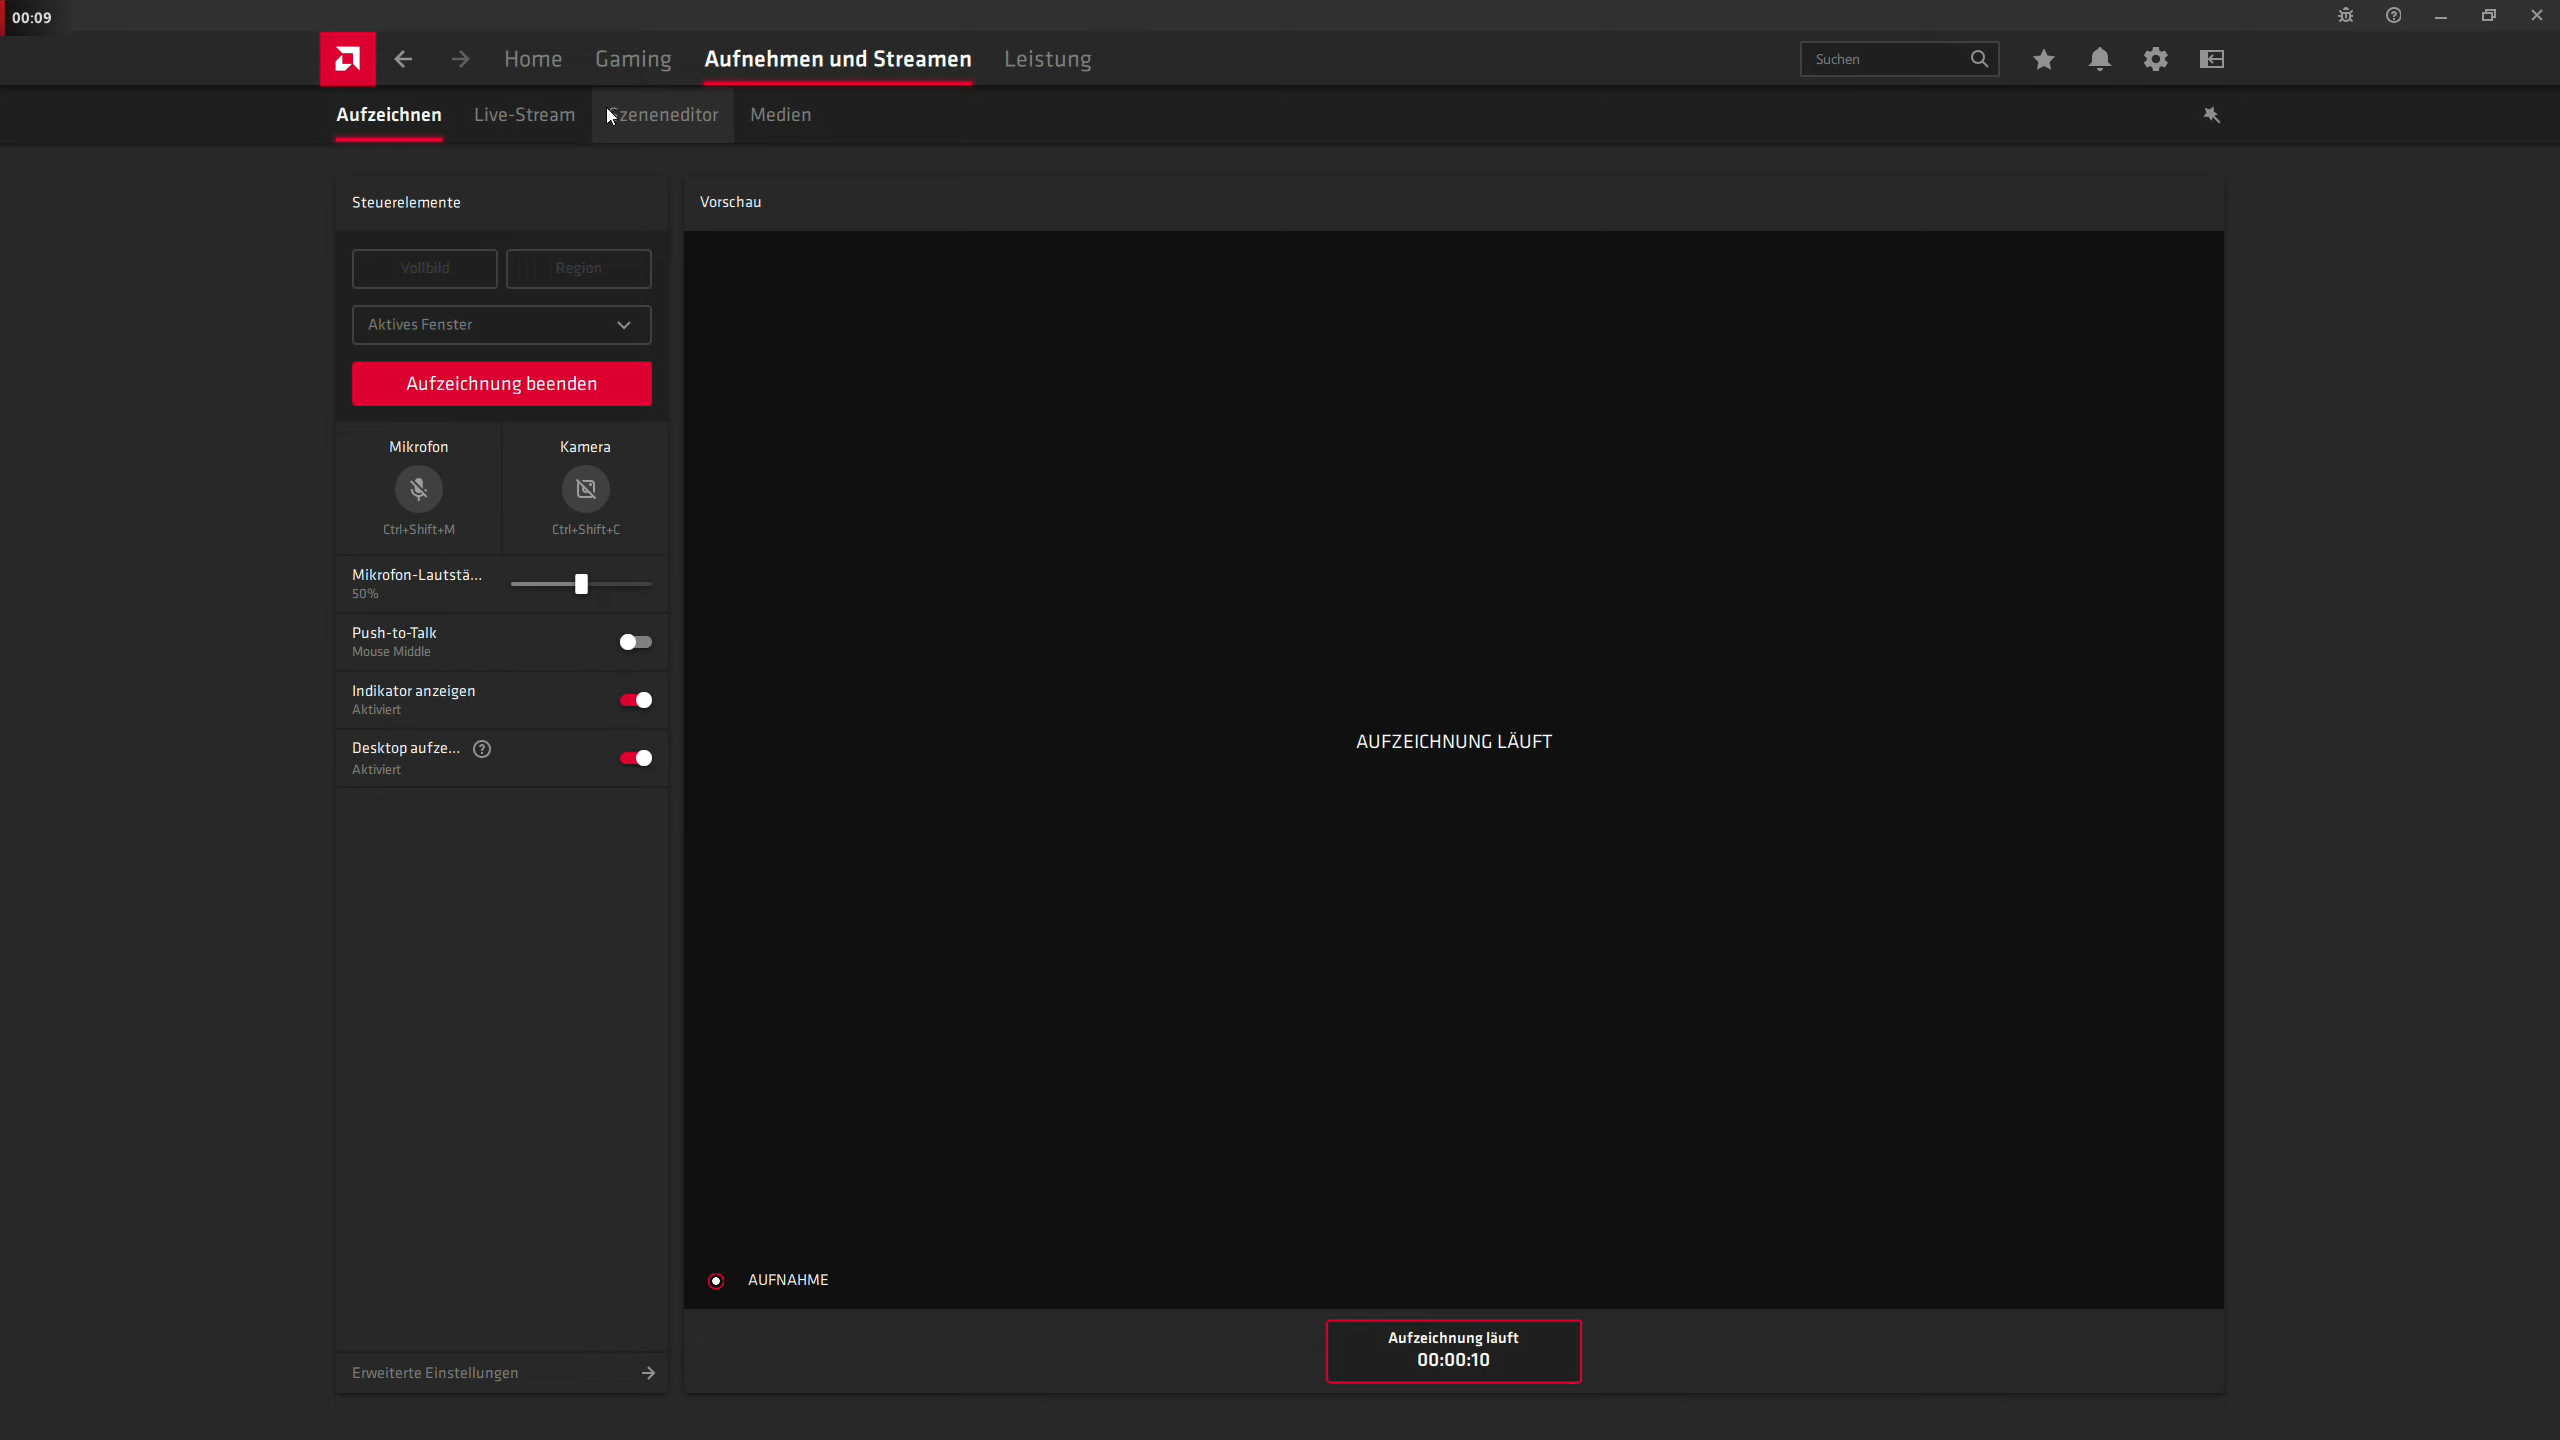 00:09
Home Gaming Aufnehmen und Streamen Leistung
Suchen
Aufzeichnen Live-Stream Szeneneditor Medien
Steuerelemente
Vorschau
Vollbild Region
Aktives Fenster
Aufzeichnung beenden
Mikrofon Kamera
Ctrl+Shift+M Ctrl+Shift+C
Mikrofon-Lautstä...
50%
Push-to-Talk
Mouse Middle
Indikator anzeigen
Aktiviert
Desktop aufze...
Aktiviert
AUFZEICHNUNG LÄUFT
AUFNAHME
Aufzeichnung läuft
00:00:10
Erweiterte Einstellungen